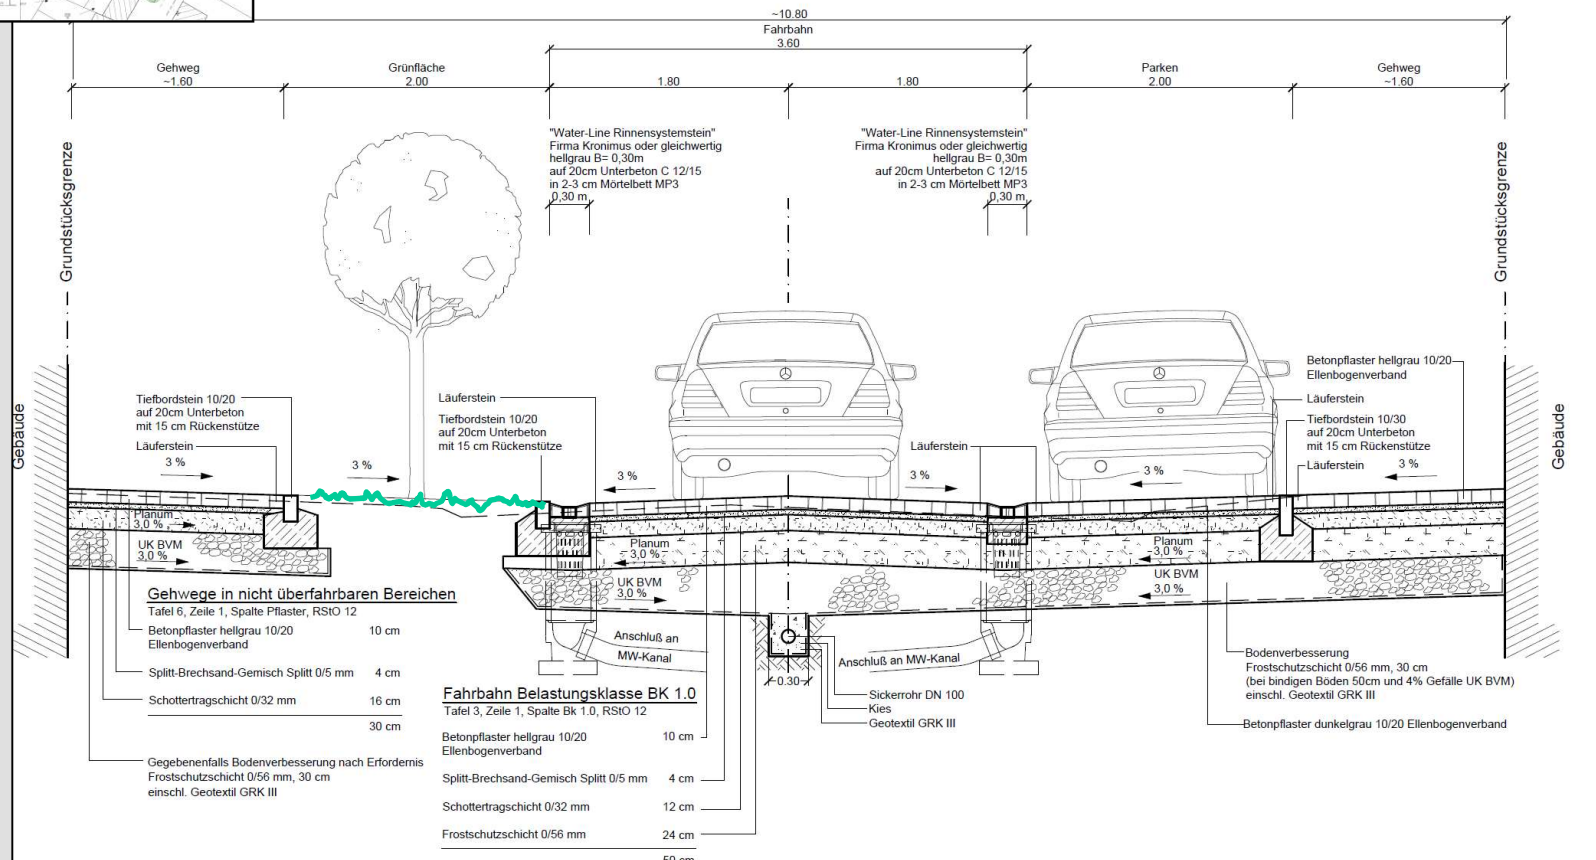 ~10.80
Fahrbahn
3.60
Gehweg
~1.60
Grünfläche
2.00
1.80
1.80
Parken
2.00
Gehweg
~1.60
Grundstücksgrenze
"Water-Line Rinnensystemstein"
Firma Kronimus oder gleichwertig
hellgrau B= 0,30m
auf 20cm Unterbeton C 12/15
in 2-3 cm Mörtelbett MP3
0,30 m
"Water-Line Rinnensystemstein"
Firma Kronimus oder gleichwertig
hellgrau B= 0,30m
auf 20cm Unterbeton C 12/15
in 2-3 cm Mörtelbett MP3
0,30 m
Grundstücksgrenze
Gebäude
Tiefbordstein 10/20
auf 20cm Unterbeton
mit 15 cm Rückenstütze
Läuferstein
3 %
3 %
Läuferstein
Tiefbordstein 10/20
auf 20cm Unterbeton
mit 15 cm Rückenstütze
3 %
Läuferstein
3 %
3 %
Betonpflaster hellgrau 10/20
Ellenbogenverband
Läuferstein
Tiefbordstein 10/30
auf 20cm Unterbeton
mit 15 cm Rückenstütze
Läuferstein
3 %
Gebäude
Planum
3,0 %
UK BVM
3,0 %
Planum
3,0 %
UK BVM
3,0 %
Planum
3,0 %
UK BVM
3,0 %
Gehwege in nicht überfahrbaren Bereichen
Tafel 6, Zeile 1, Spalte Pflaster, RStO 12
Betonpflaster hellgrau 10/20 10 cm
Ellenbogenverband
Splitt-Brechsand-Gemisch Splitt 0/5 mm 4 cm
Schottertragschicht 0/32 mm 16 cm
30 cm
Gegebenenfalls Bodenverbesserung nach Erfordernis
Frostschutzschicht 0/56 mm, 30 cm
einschl. Geotextil GRK III
Anschluß an
MW-Kanal
Anschluß an MW-Kanal
0.30
Sickerrohr DN 100
Kies
Geotextil GRK III
Fahrbahn Belastungsklasse BK 1.0
Tafel 3, Zeile 1, Spalte Bk 1.0, RStO 12
Betonpflaster hellgrau 10/20 10 cm
Ellenbogenverband
Splitt-Brechsand-Gemisch Splitt 0/5 mm 4 cm
Schottertragschicht 0/32 mm 12 cm
Frostschutzschicht 0/56 mm 24 cm
50 cm
Bodenverbesserung
Frostschutzschicht 0/56 mm, 30 cm
(bei bindigen Böden 50cm und 4% Gefälle UK BVM)
einschl. Geotextil GRK III
Betonpflaster dunkelgrau 10/20 Ellenbogenverband